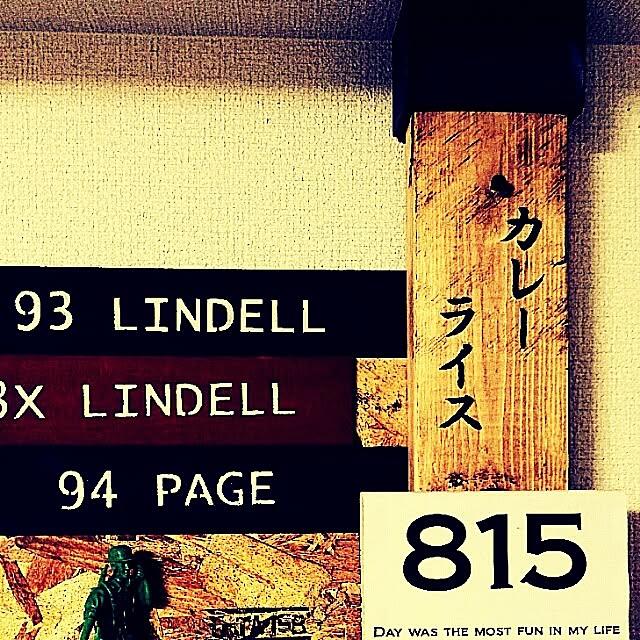 93 LINDELL
3X LINDELL
94 PAGE
カレー
ライス
815
DAY WAS THE MOST FUN IN MY LIFE